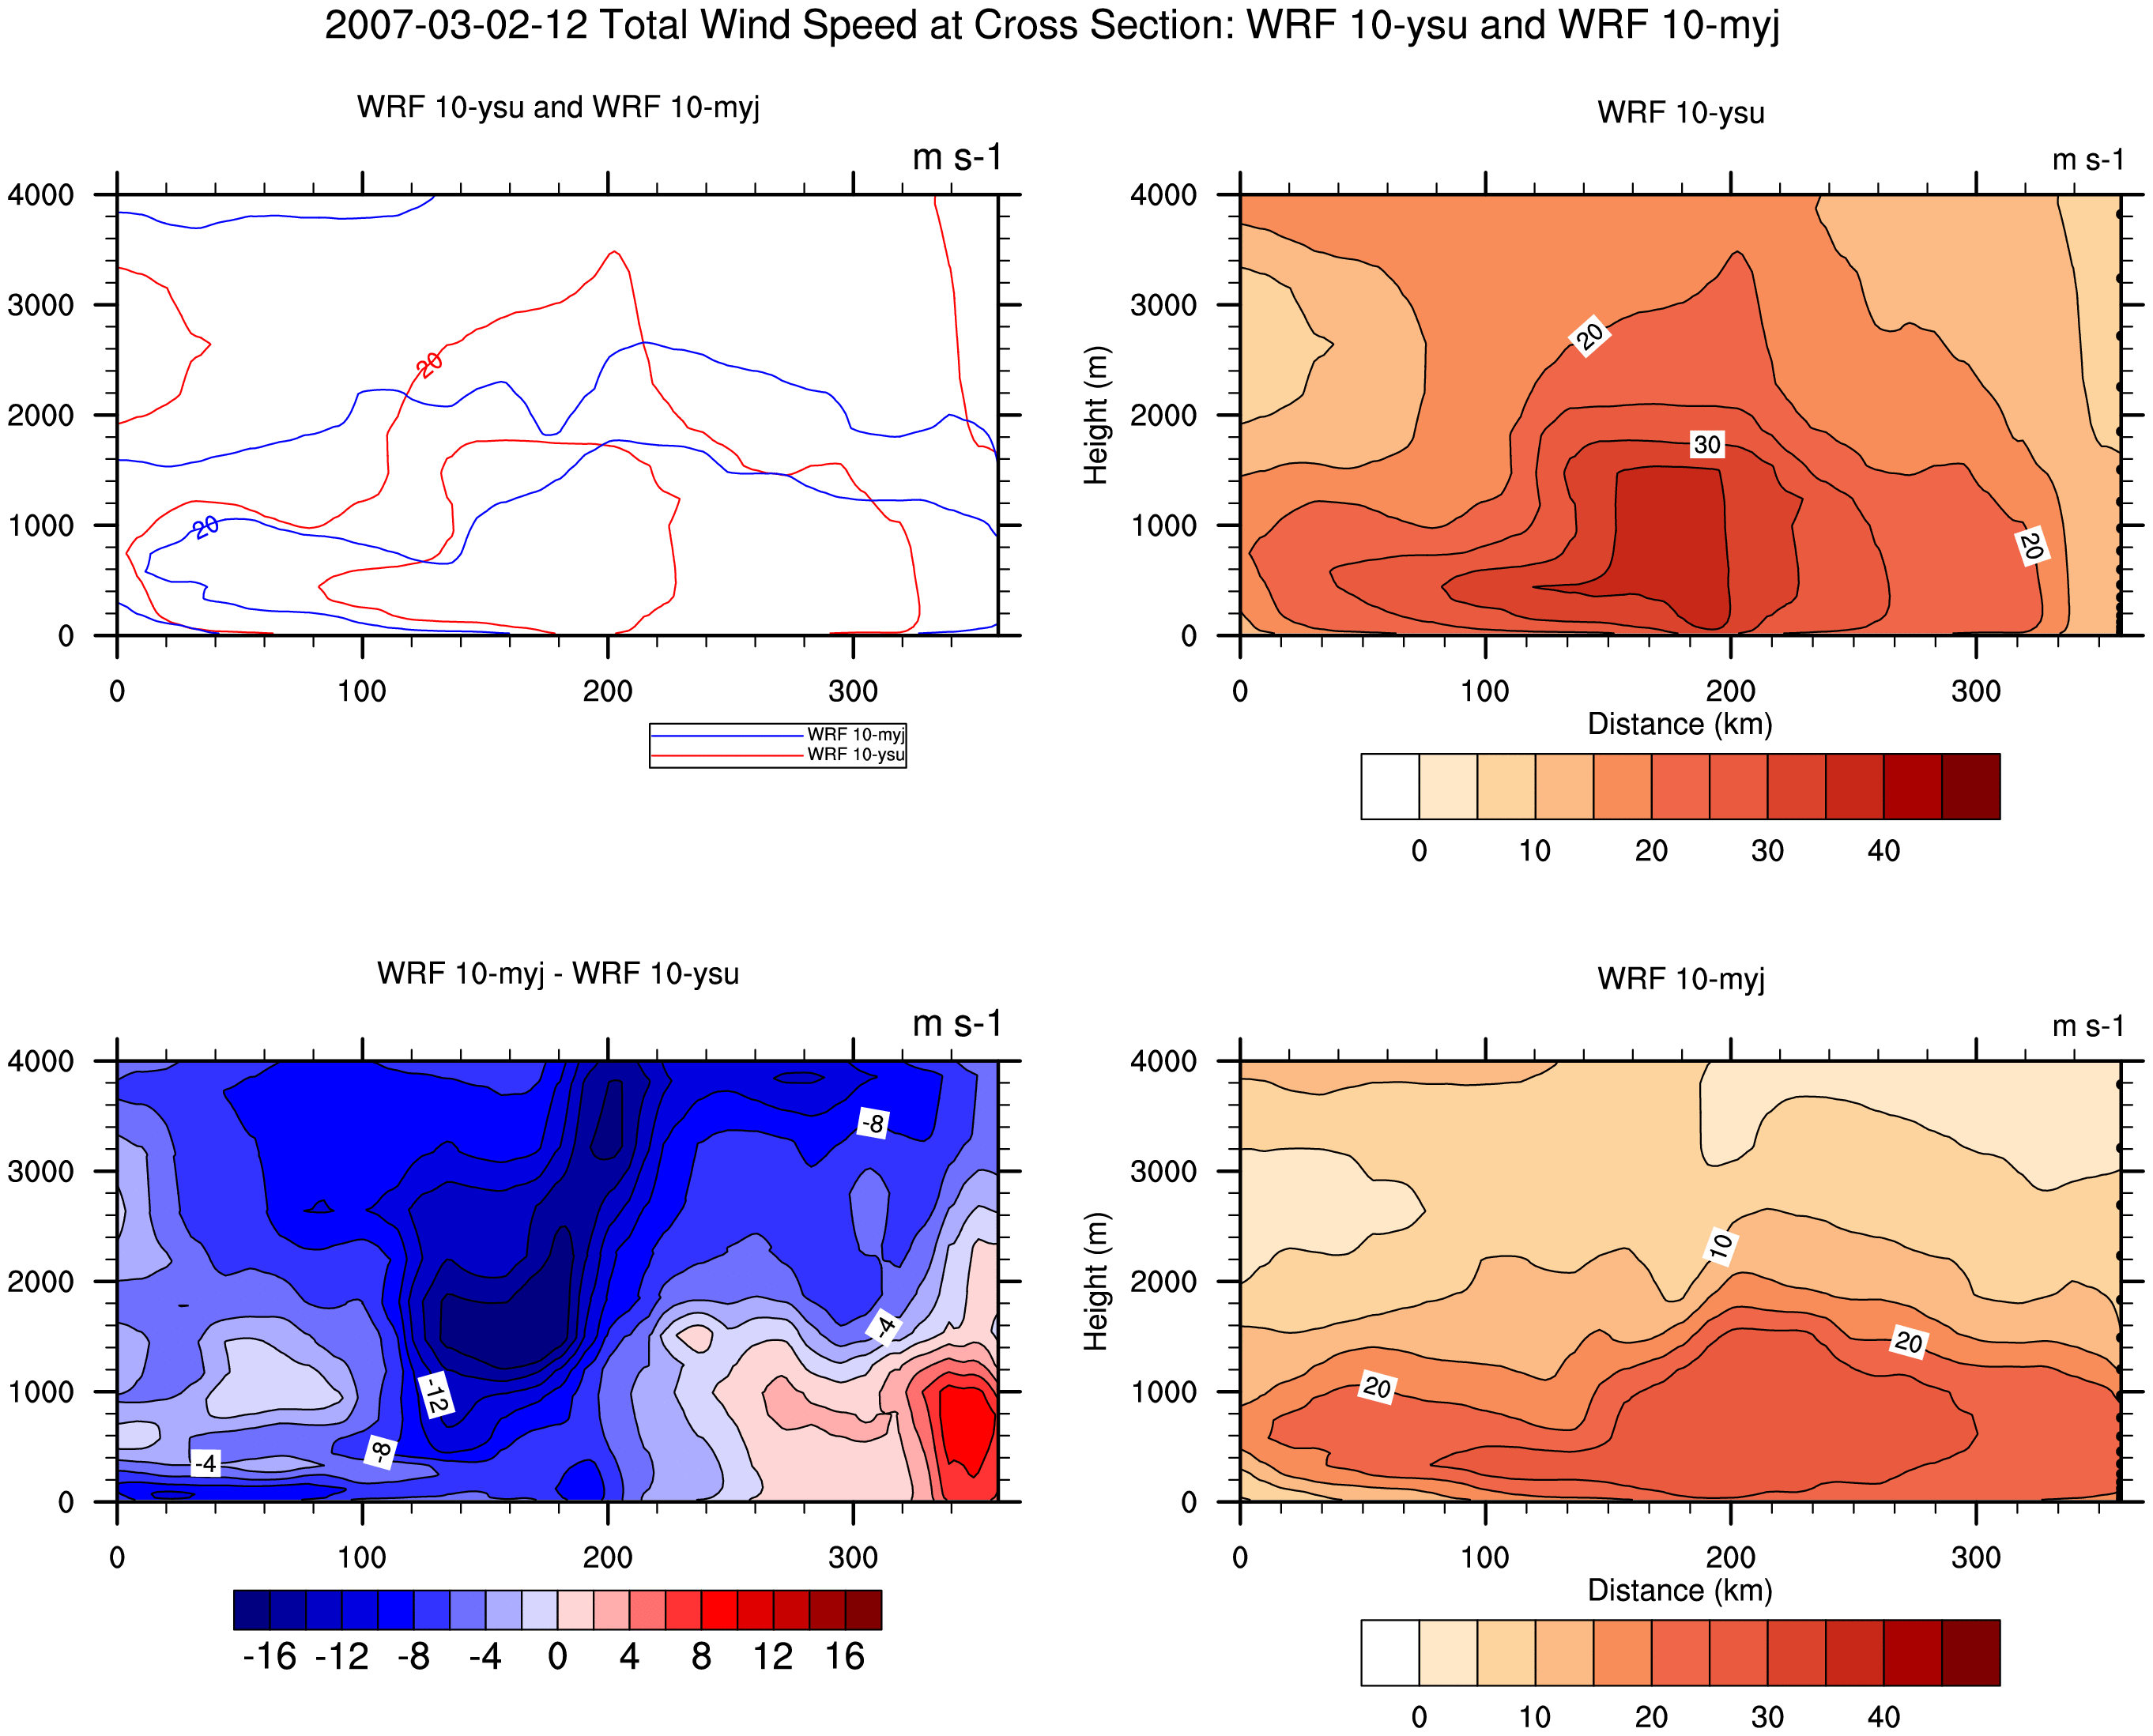 2007-03-02-12 Total Wind Speed at Cross Section: WRF 10-ysu and WRF 10-myj
WRF 10-ysu and WRF 10-myj
m s-1
4000
3000
2000
1000
0
20
20
0 100 200 300
WRF 10-myj
WRF 10-ysu
WRF 10-ysu
m s-1
Height (m)
4000
3000
2000
1000
0
20
30
20
0 100 200 300
Distance (km)
0 10 20 30 40
WRF 10-myj - WRF 10-ysu
m s-1
4000
3000
2000
1000
0
-8
-4
-12
-8
-4
0 100 200 300
-16 -12 -8 -4 0 4 8 12 16
WRF 10-myj
m s-1
Height (m)
4000
3000
2000
1000
0
10
20
20
0 100 200 300
Distance (km)
0 10 20 30 40